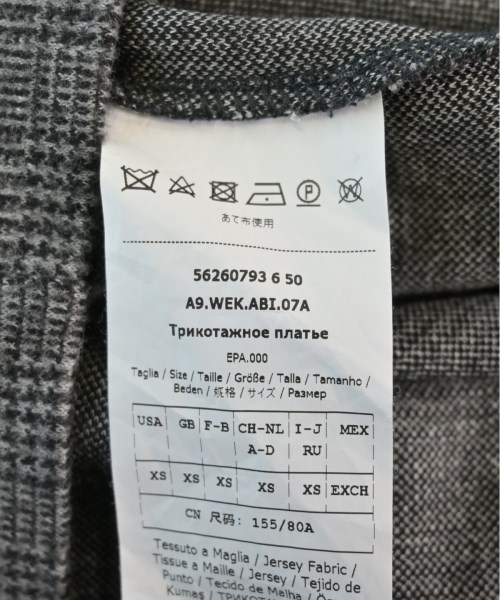 あて布使用
56260793 6 50
A9.WEK.ABI.07A
Трикотажное платье
EPA.000
Taglia / Size / Taille / Größe / Talla / Tamanho /
Beden / 规格 / サイズ / Размер
USA GB F-B CH-NL I-J MEX
A-D RU
XS XS XS XS XS EXCH
CN 尺码: 155/80A
Tessuto a Maglia / Jersey Fabric /
Tissue a Maille / Jersey / Tejido de
Punto / Tecido de Malha /
Kumaş /